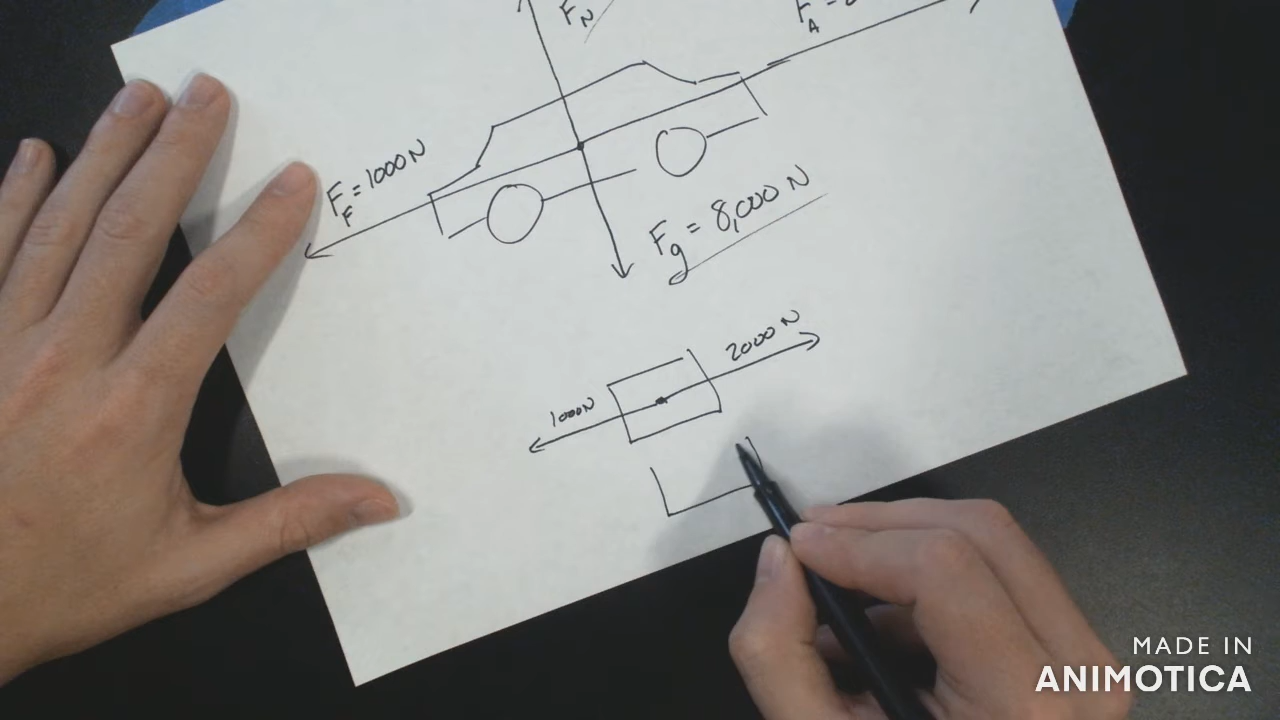 F_N
F_A =
F_F = 1000 N
F_g = 8,000 N
2000 N
1000N
MADE IN
ANIMOTICA